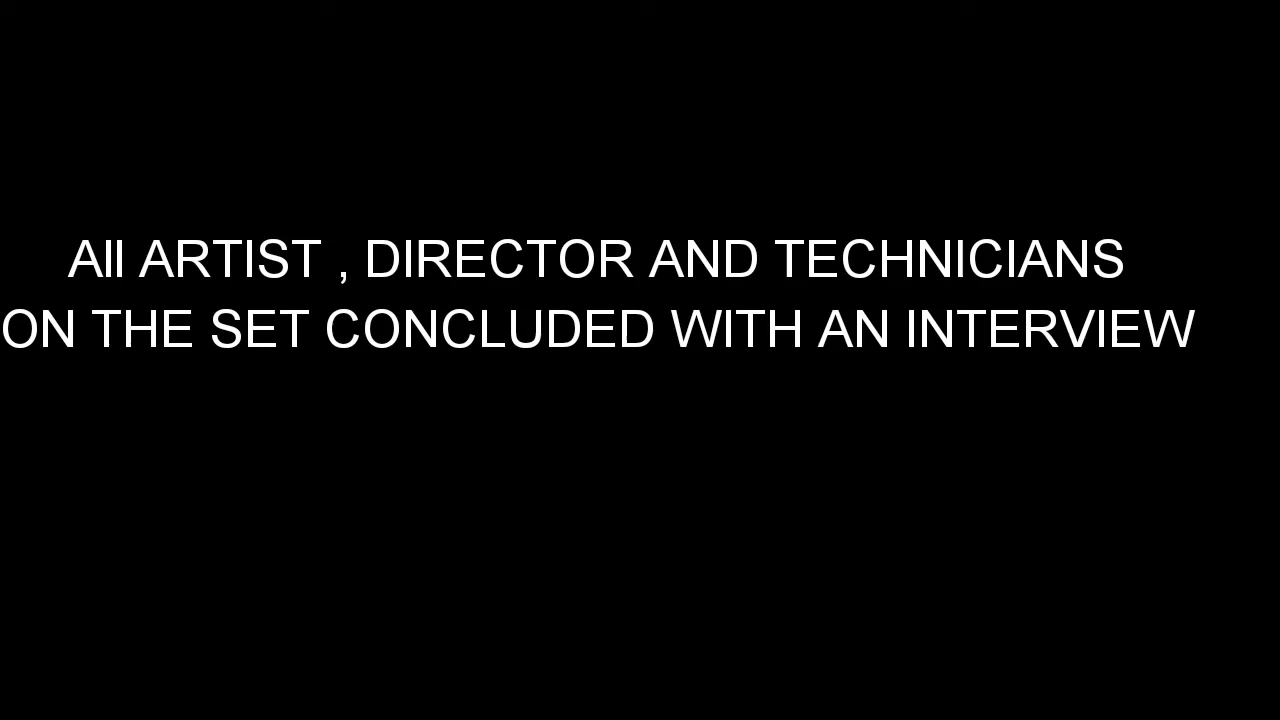 All ARTIST , DIRECTOR AND TECHNICIANS
ON THE SET CONCLUDED WITH AN INTERVIEW